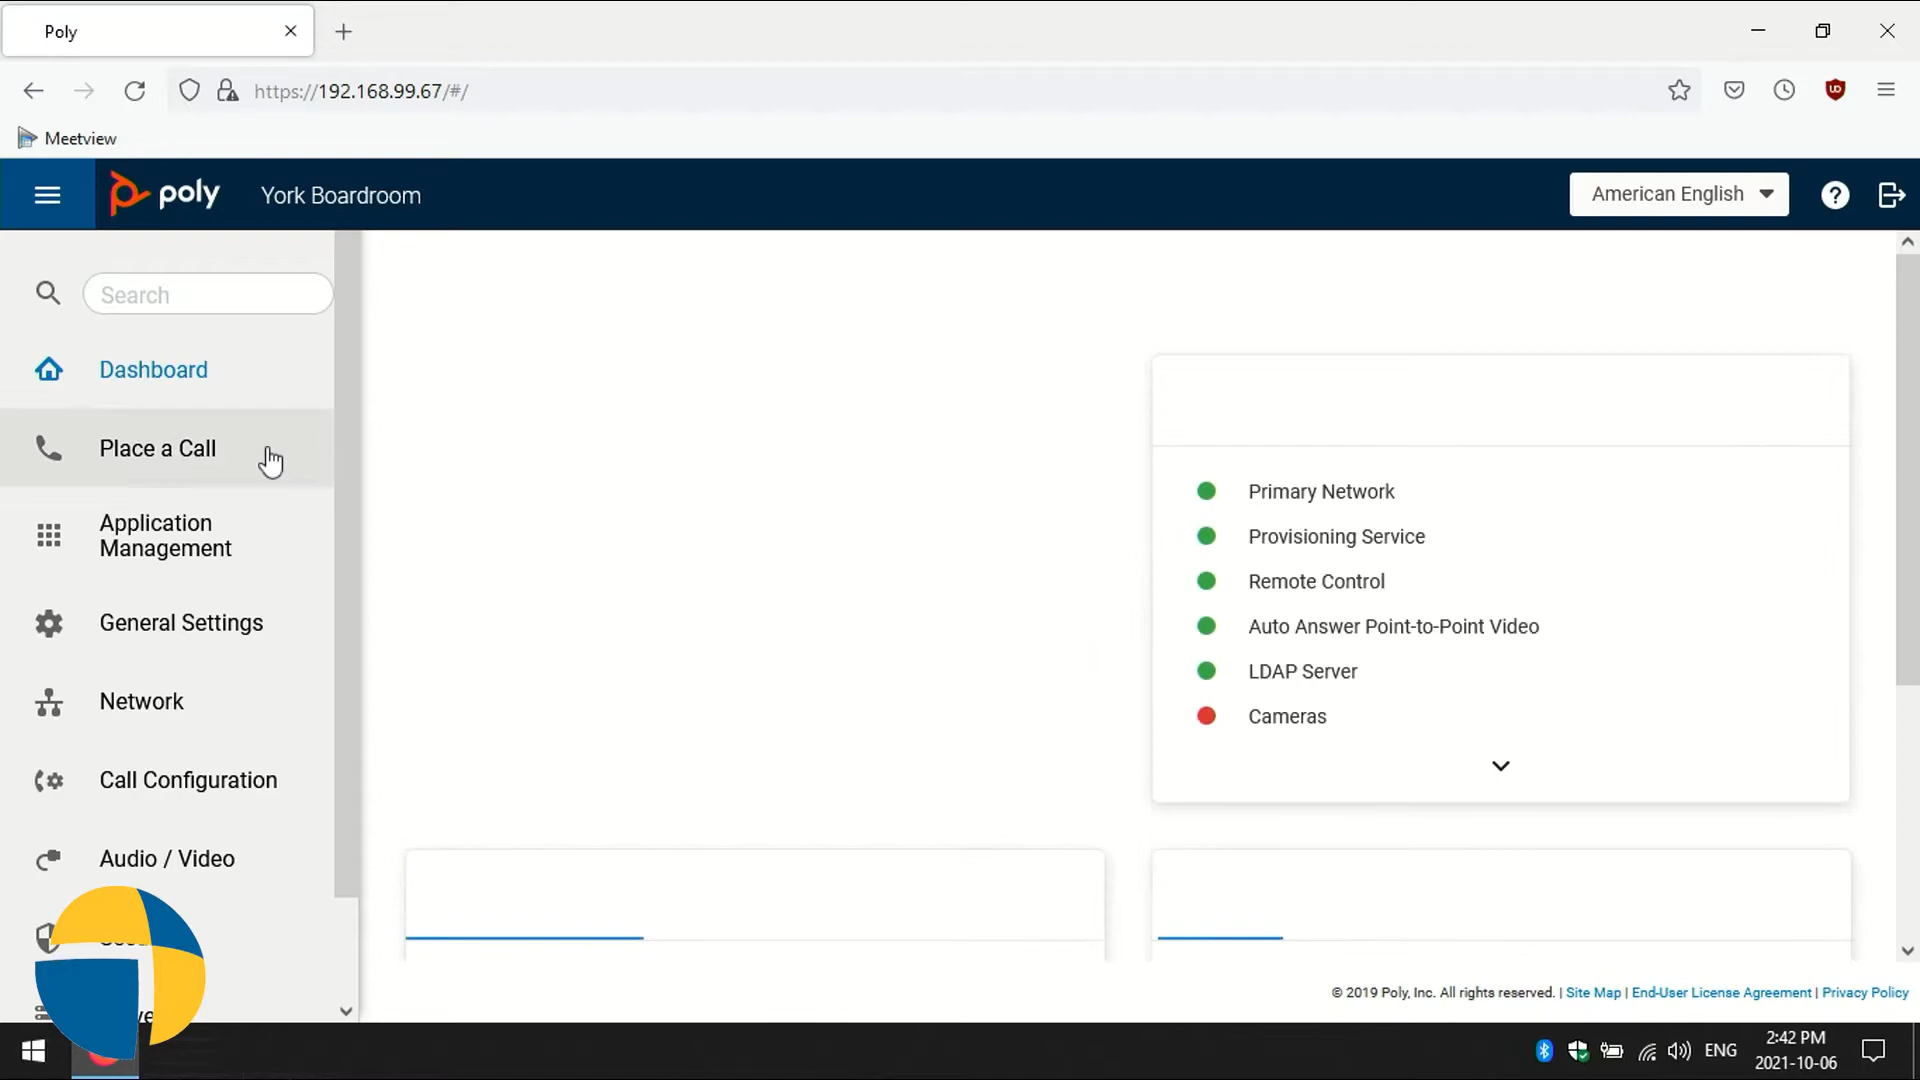 Poly
https://192.168.99.67/#/
Meetview
poly
York Boardroom
American English
Search
Dashboard
Place a Call
Application
Management
General Settings
Network
Call Configuration
Audio / Video
Primary Network
Provisioning Service
Remote Control
Auto Answer Point-to-Point Video
LDAP Server
Cameras
© 2019 Poly, Inc. All rights reserved. | Site Map | End-User License Agreement | Privacy Policy
ENG
2:42 PM
2021-10-06